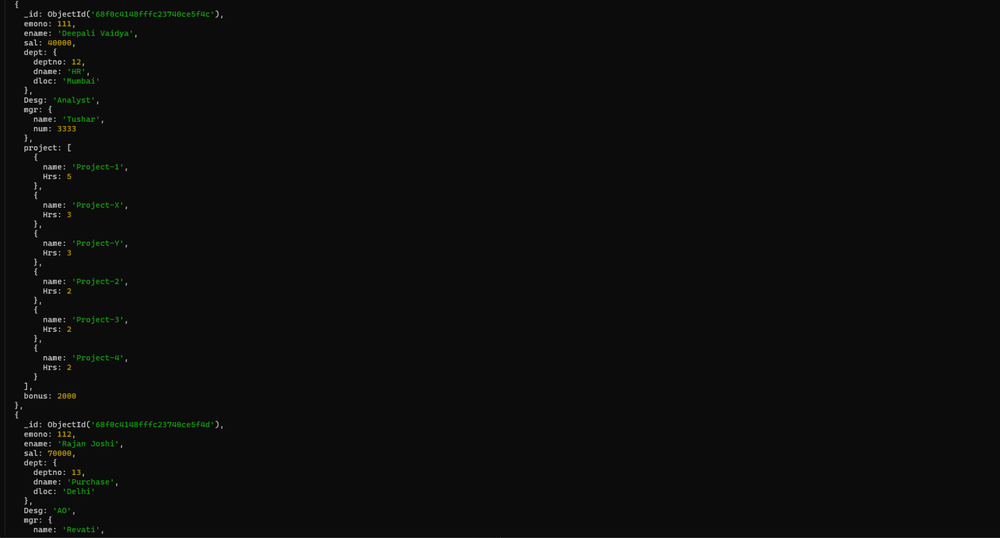 {
_id: ObjectId('68f0c4148fffc23740ce5f4c'),
emono: 111,
ename: 'Deepali Vaidya',
sal: 40000,
dept: {
deptno: 12,
dname: 'HR',
dloc: 'Mumbai'
},
Desg: 'Analyst',
mgr: {
name: 'Tushar',
num: 3333
},
project: [
{
name: 'Project-1',
Hrs: 5
},
{
name: 'Project-X',
Hrs: 3
},
{
name: 'Project-Y',
Hrs: 3
},
{
name: 'Project-2',
Hrs: 2
},
{
name: 'Project-3',
Hrs: 2
},
{
name: 'Project-4',
Hrs: 2
}
],
bonus: 2000
},
{
_id: ObjectId('68f0c4148fffc23740ce5f4d'),
emono: 112,
ename: 'Rajan Joshi',
sal: 70000,
dept: {
deptno: 13,
dname: 'Purchase',
dloc: 'Delhi'
},
Desg: 'AO',
mgr: {
name: 'Revati',